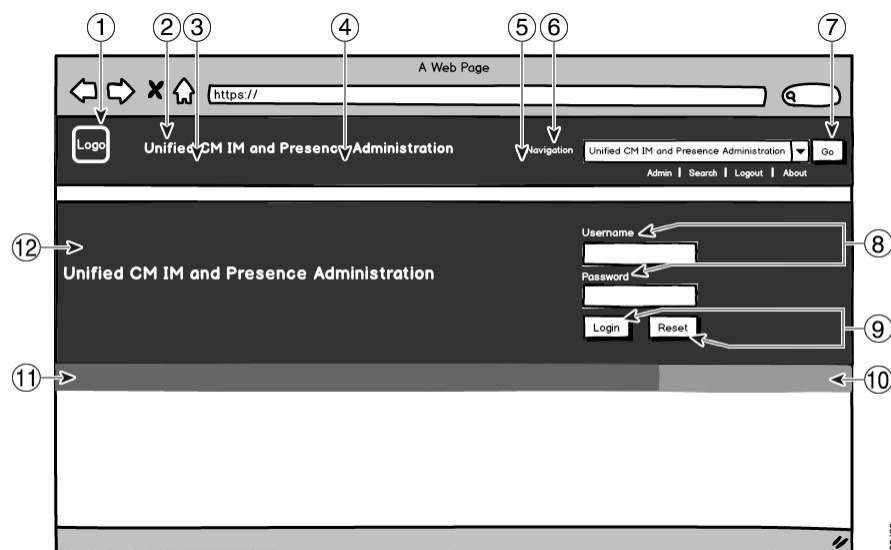 1 2 3 4 5 6 7
A Web Page
https://
Logo
Unified CM IM and Presence Administration
Navigation
Unified CM IM and Presence Administration
Go
Admin | Search | Logout | About
12
Unified CM IM and Presence Administration
Username
8
Password
Login
Reset
9
11
10